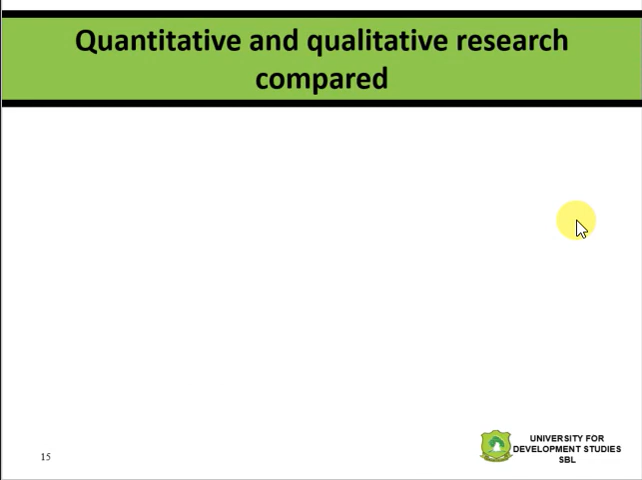 Quantitative and qualitative research
compared
UNIVERSITY FOR
DEVELOPMENT STUDIES
SBL
15